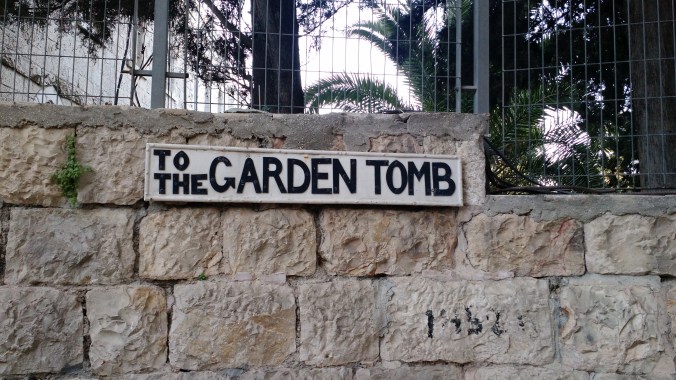 TO THE GARDEN TOMB